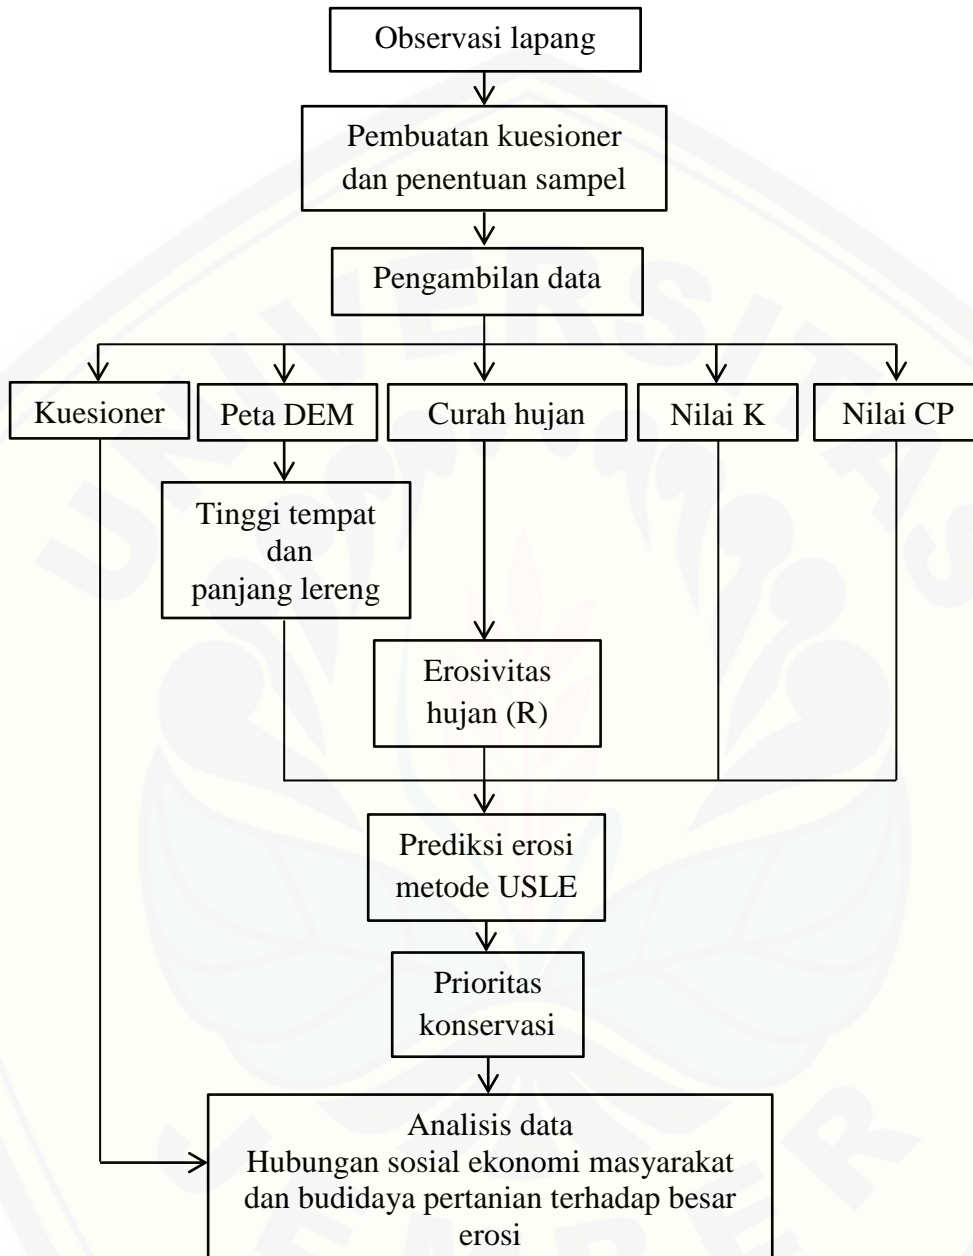 Observasi lapang
Pembuatan kuesioner
dan penentuan sampel
Pengambilan data
Kuesioner
Peta DEM
Curah hujan
Nilai K
Nilai CP
Tinggi tempat
dan
panjang lereng
Erosivitas
hujan (R)
Prediksi erosi
metode USLE
Prioritas
konservasi
Analisis data
Hubungan sosial ekonomi masyarakat
dan budidaya pertanian terhadap besar
erosi
UNIVERSITAS